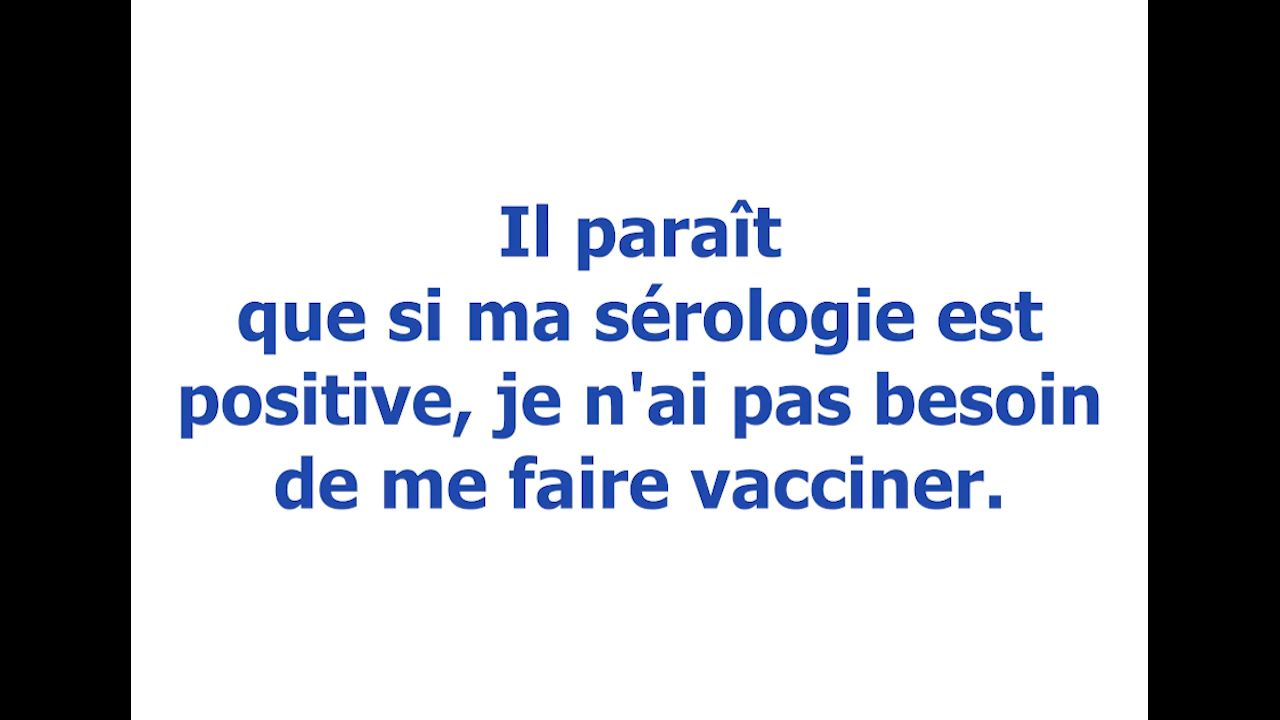 Il paraît
que si ma sérologie est
positive, je n'ai pas besoin
de me faire vacciner.